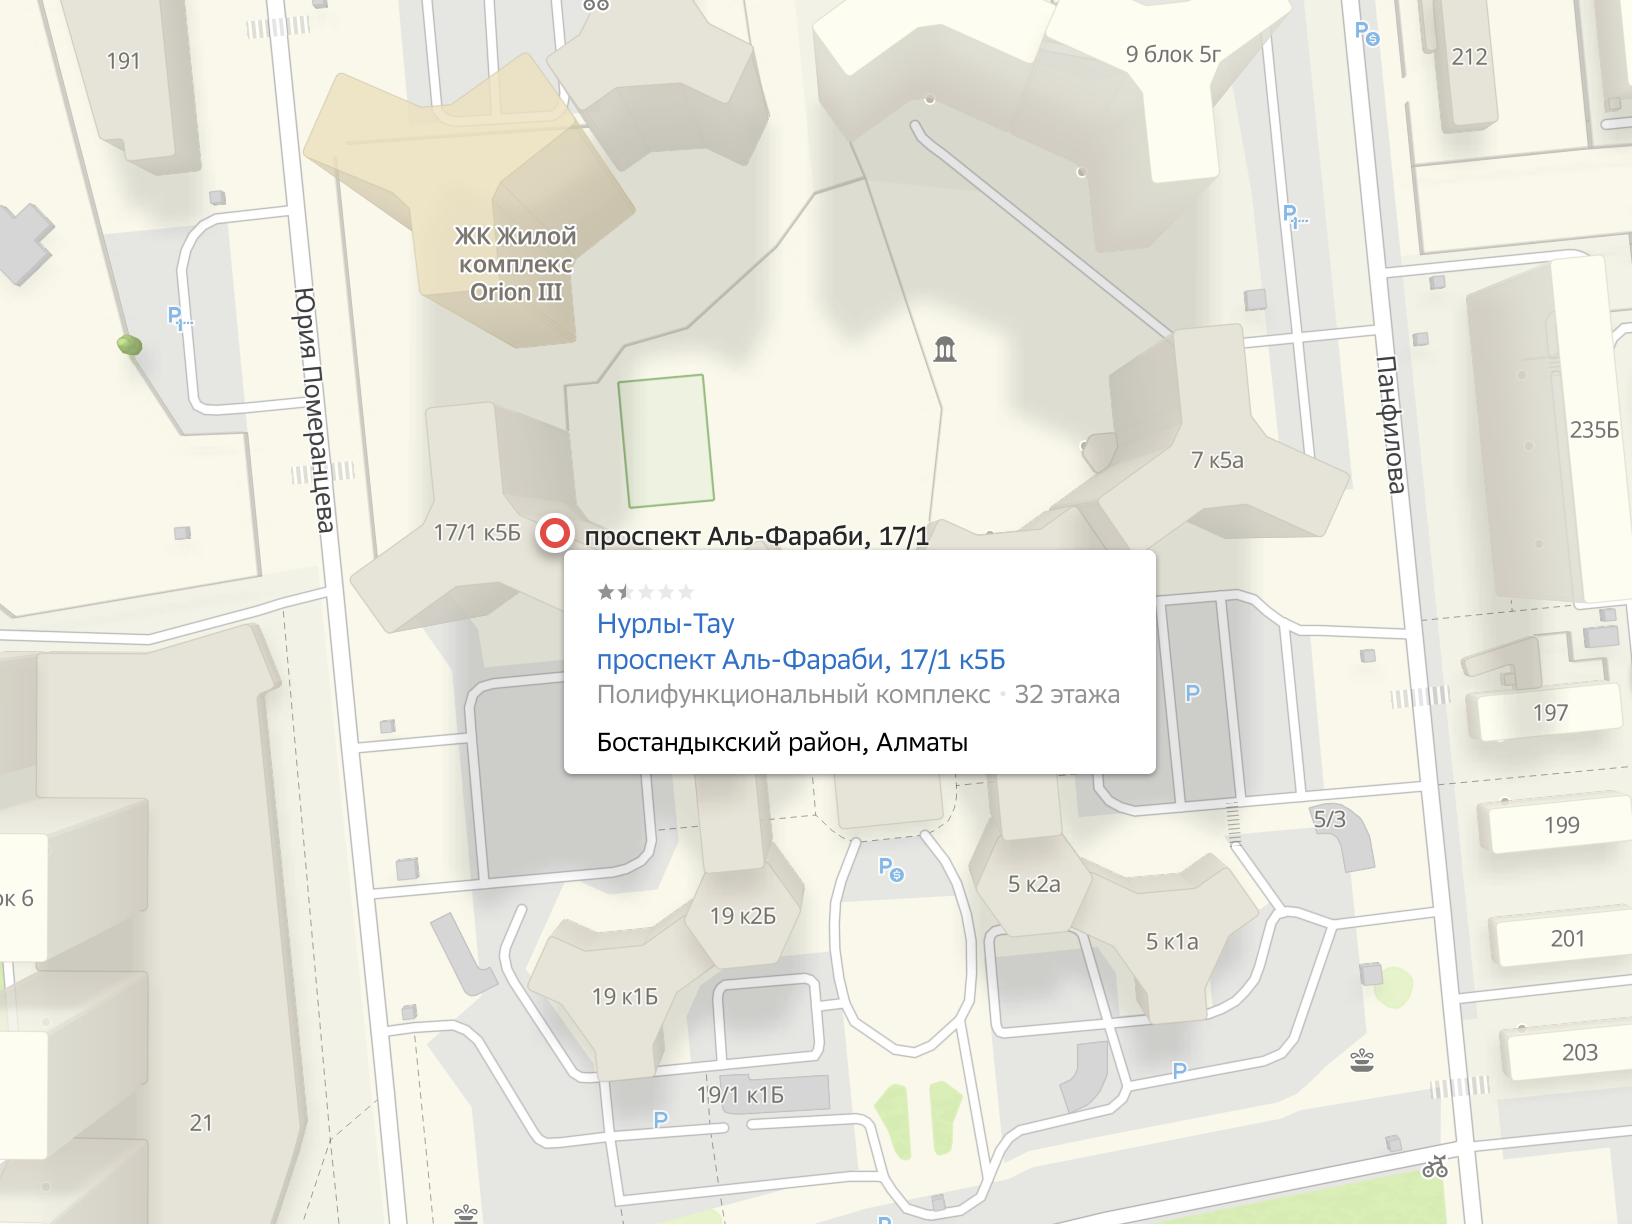 191
9 блок 5г
212
P
ЖК Жилой
комплекс
Orion III
P
P
Юрия Померанцева
Панфилова
235Б
7 к5а
17/1 к5Б
проспект Аль-Фараби, 17/1
Нурлы-Тау
проспект Аль-Фараби, 17/1 к5Б
Полифункциональный комплекс • 32 этажа
Бостандыкский район, Алматы
P
197
5/3
199
P
ок 6
5 к2а
19 к2Б
201
5 к1а
19 к1Б
203
P
19/1 к1Б
P
21
P